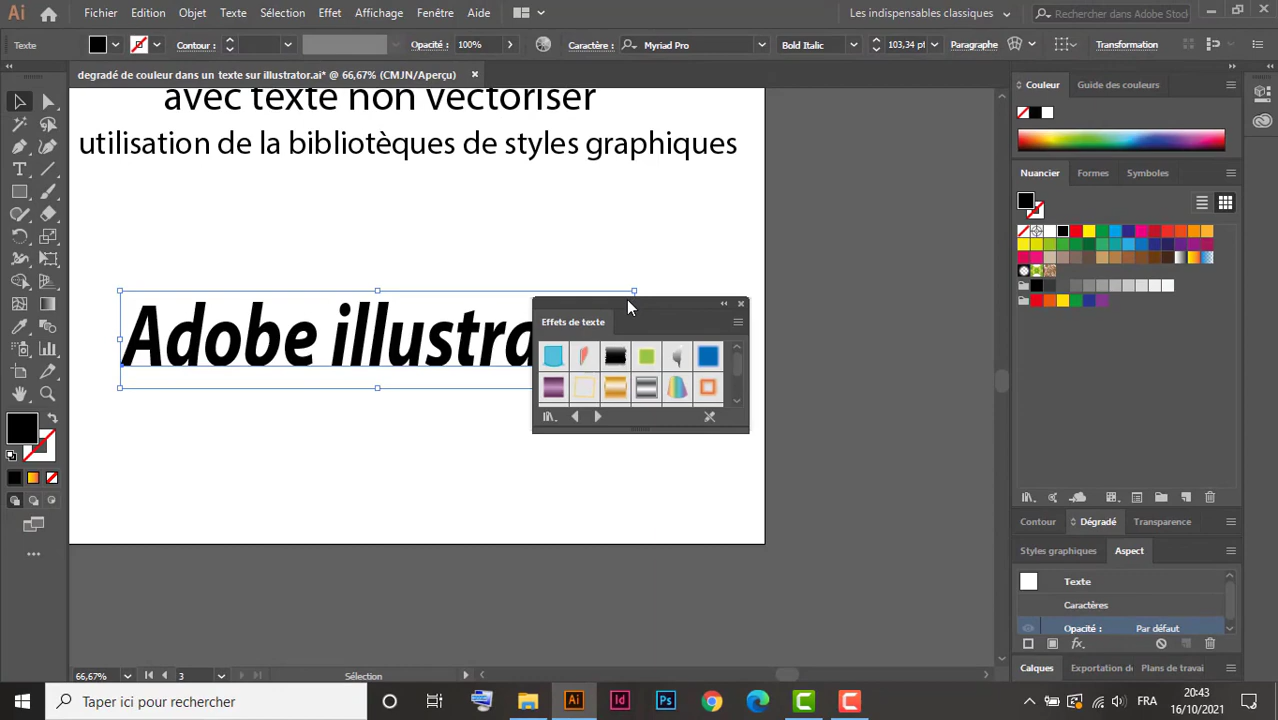 Ai Fichier Edition Objet Texte Sélection Effet Affichage Fenêtre Aide Les indispensables classiques Rechercher dans Adobe Stock
Texte Contour : Opacité : 100% Caractère : Myriad Pro Bold Italic 103,34 pt Paragraphe Transformation
degradé de couleur dans un texte sur illustrator.ai* @ 66,67% (CMJN/Aperçu)
Couleur Guide des couleurs
avec texte non vectoriser
utilisation de la bibliotèques de styles graphiques
Nuancier Formes Symboles
Adobe illustra
Effets de texte
Contour Dégradé Transparence
Styles graphiques Aspect
Texte
Caractères
Opacité : Par défaut
fx
Calques Exportation d Plans de travai
66,67% 3 Sélection
Taper ici pour rechercher
Ai Id Ps
FRA
20:43
16/10/2021